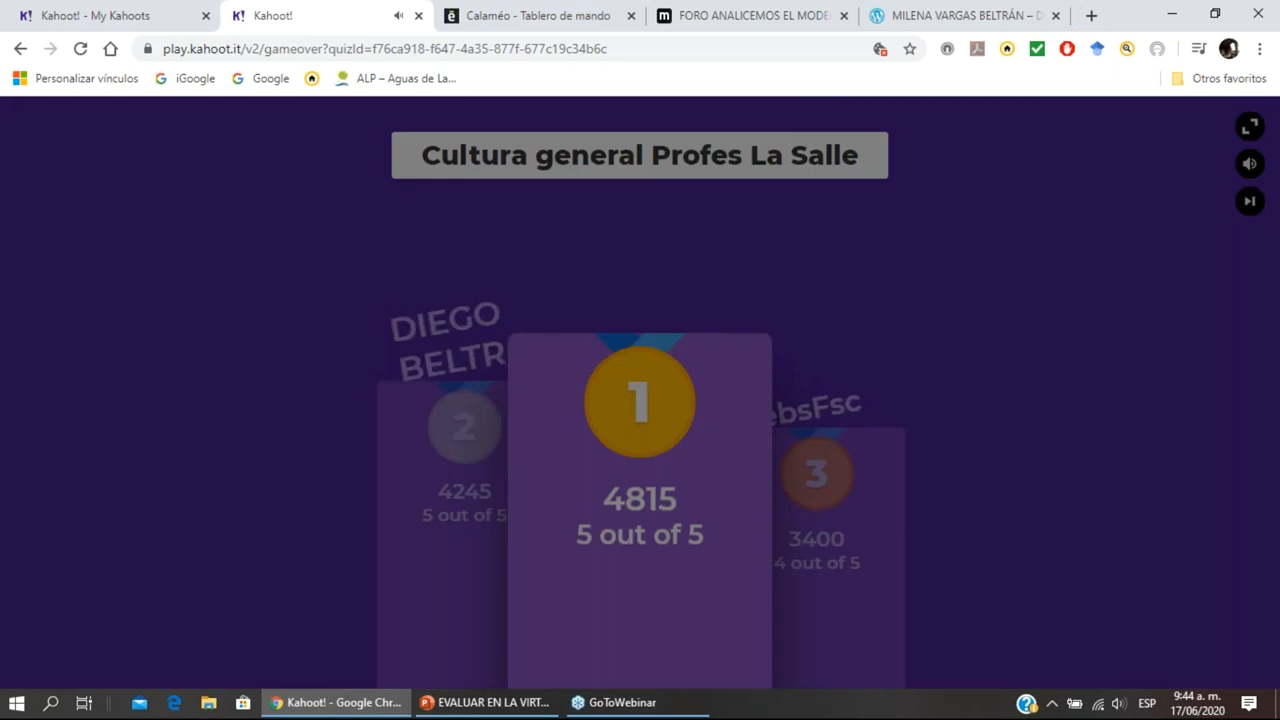 K! Kahoot! - My Kahoots
K! Kahoot!
Calaméo - Tablero de mando
m FORO ANALICEMOS EL MODE
MILENA VARGAS BELTRÁN – D
play.kahoot.it/v2/gameover?quizId=f76ca918-f647-4a35-877f-677c19c34b6c
Personalizar vínculos
iGoogle
Google
ALP – Aguas de La...
Otros favoritos
Cultura general Profes La Salle
DIEGO
BELTR
2
4245
5 out of 5
1
4815
5 out of 5
ebsFsc
3
3400
4 out of 5
Kahoot! - Google Chr...
EVALUAR EN LA VIRT...
GoToWebinar
ESP
9:44 a. m.
17/06/2020